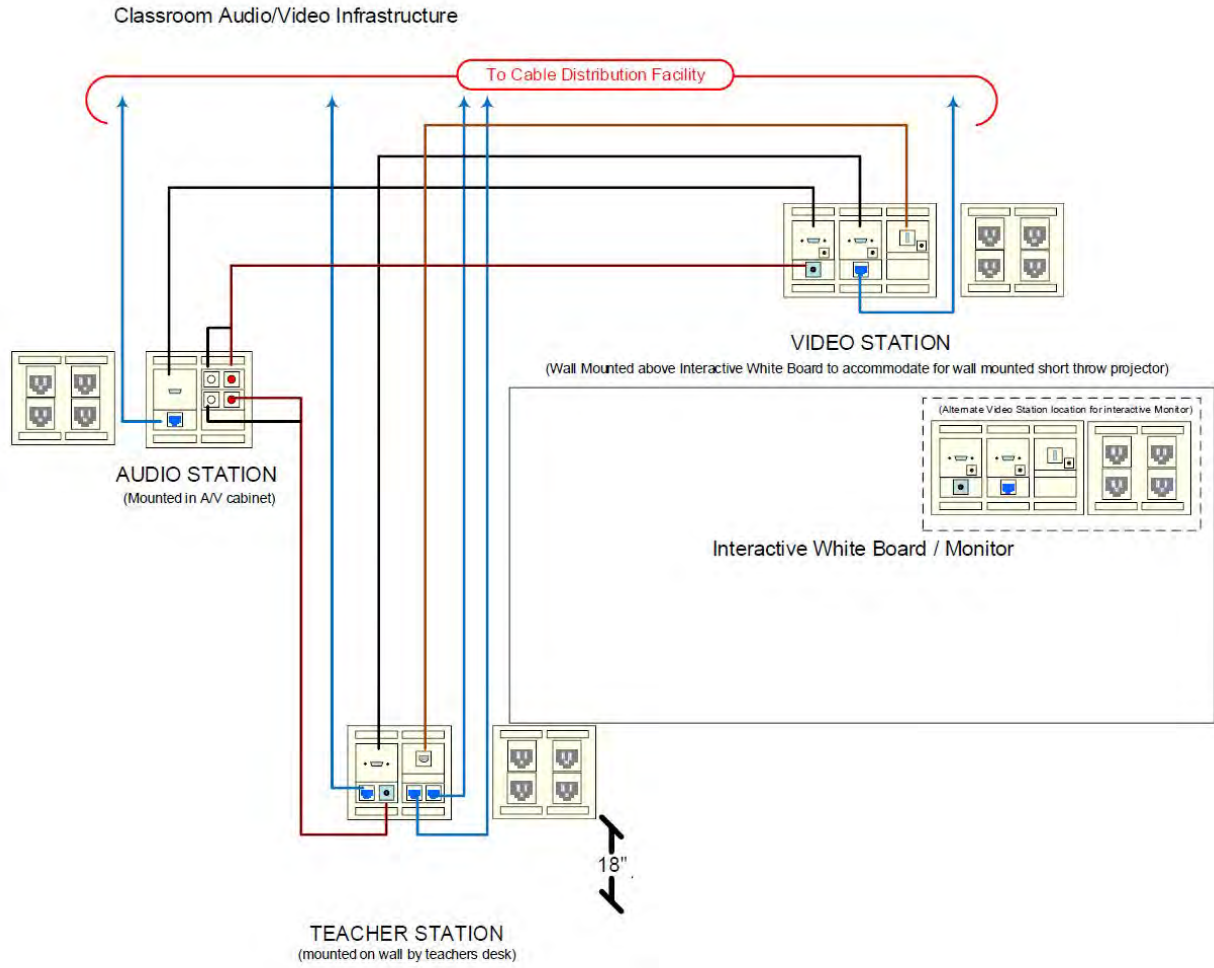 Classroom Audio/Video Infrastructure
To Cable Distribution Facility
VIDEO STATION
(Wall Mounted above Interactive White Board to accommodate for wall mounted short throw projector)
(Alternate Video Station location for interactive Monitor)
AUDIO STATION
(Mounted in A/V cabinet)
Interactive White Board / Monitor
18"
TEACHER STATION
(mounted on wall by teachers desk)